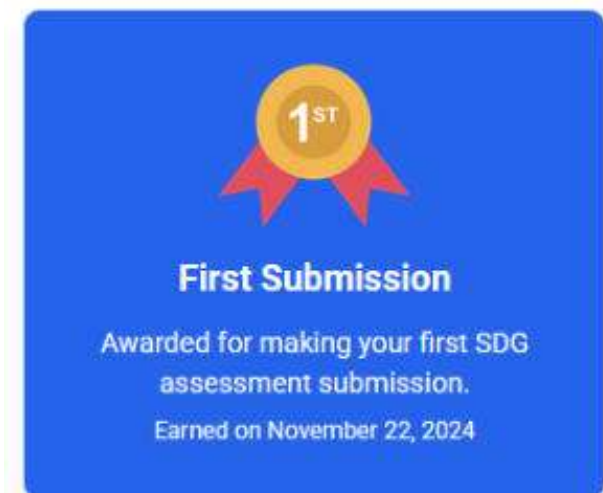 1ST
First Submission
Awarded for making your first SDG
assessment submission.
Earned on November 22, 2024